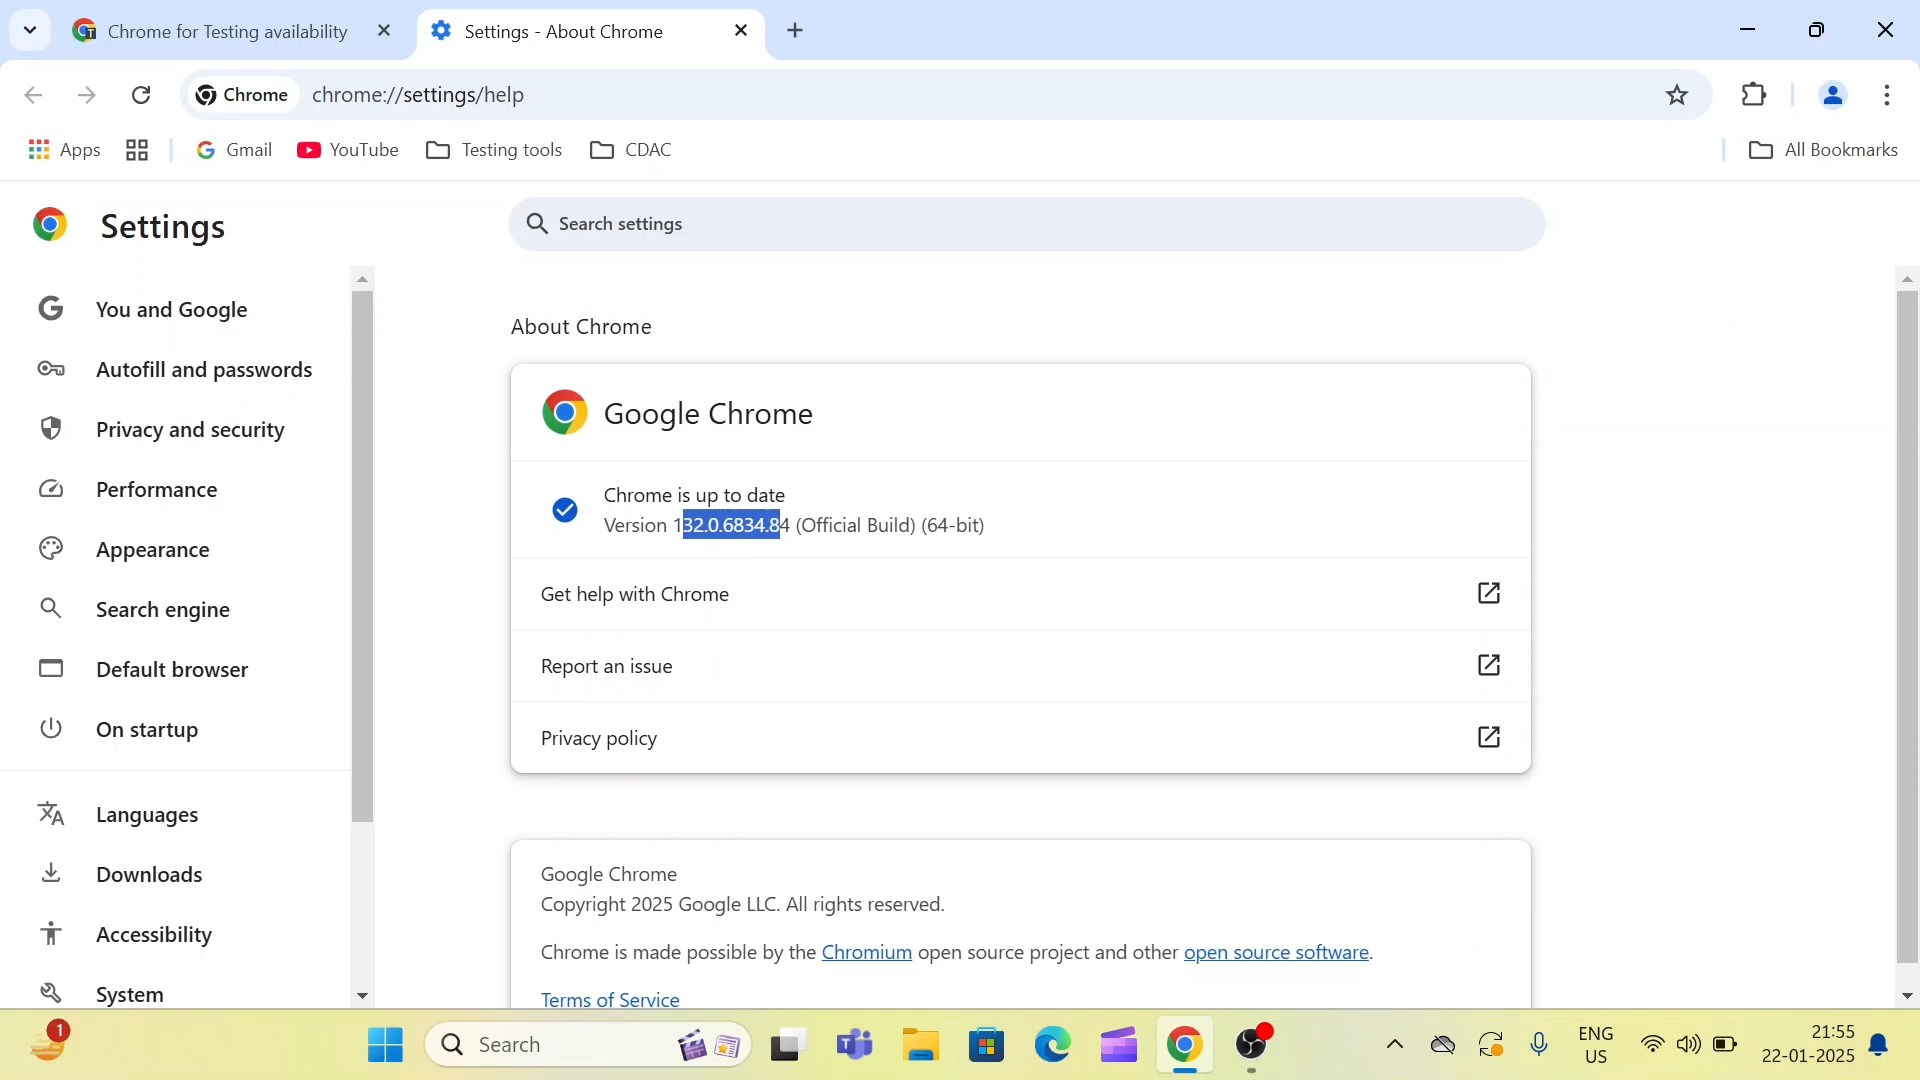 Chrome for Testing availability
Settings - About Chrome
Chrome
chrome://settings/help
Apps
Gmail
YouTube
Testing tools
CDAC
All Bookmarks
Settings
Search settings
You and Google
Autofill and passwords
Privacy and security
Performance
Appearance
Search engine
Default browser
On startup
Languages
Downloads
Accessibility
System
About Chrome
Google Chrome
Chrome is up to date
Version 132.0.6834.84 (Official Build) (64-bit)
Get help with Chrome
Report an issue
Privacy policy
Google Chrome
Copyright 2025 Google LLC. All rights reserved.
Chrome is made possible by the Chromium open source project and other open source software.
Terms of Service
1
Search
ENG
US
21:55
22-01-2025